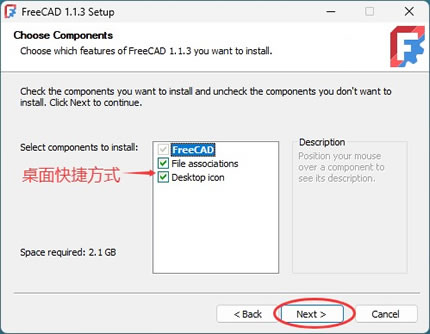 FreeCAD 1.1.3 Setup
Choose Components
Choose which features of FreeCAD 1.1.3 you want to install.
Check the components you want to install and uncheck the components you don't want to
install. Click Next to continue.
Select components to install:
FreeCAD
File associations
Desktop icon
桌面快捷方式
Description
Position your mouse
over a component to
see its description.
Space required: 2.1 GB
< Back
Next >
Cancel